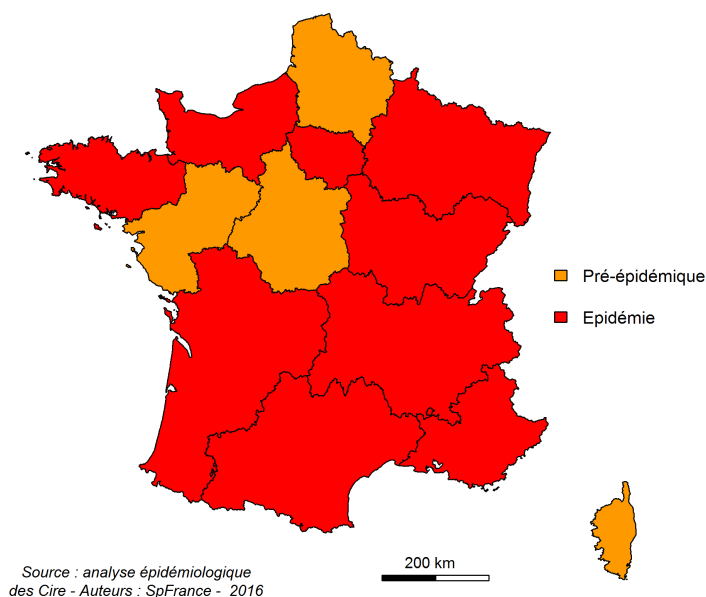 Pré-épidémique
Epidémie
200 km
Source : analyse épidémiologique
des Cire - Auteurs : SpFrance - 2016